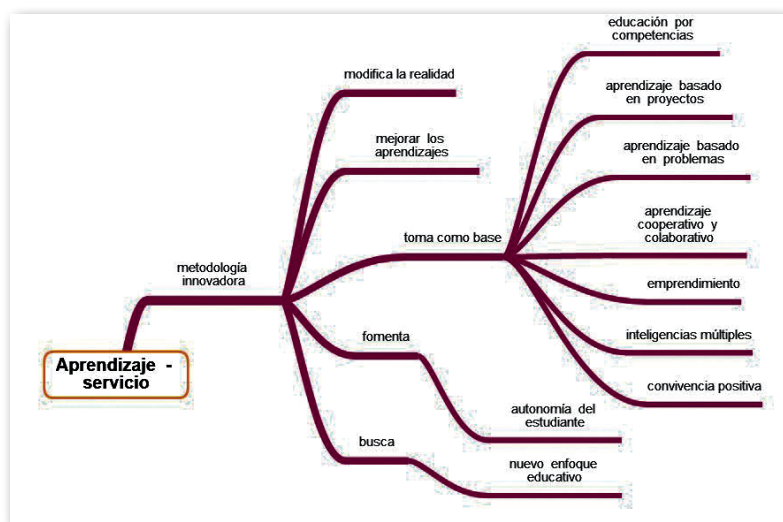 educación por
competencias
modifica la realidad
aprendizaje basado
en proyectos
mejorar los
aprendizajes
aprendizaje basado
en problemas
aprendizaje
cooperativo y
colaborativo
toma como base
metodología
innovadora
emprendimiento
fomenta
inteligencias múltiples
Aprendizaje -
servicio
convivencia positiva
autonomía del
estudiante
busca
nuevo enfoque
educativo